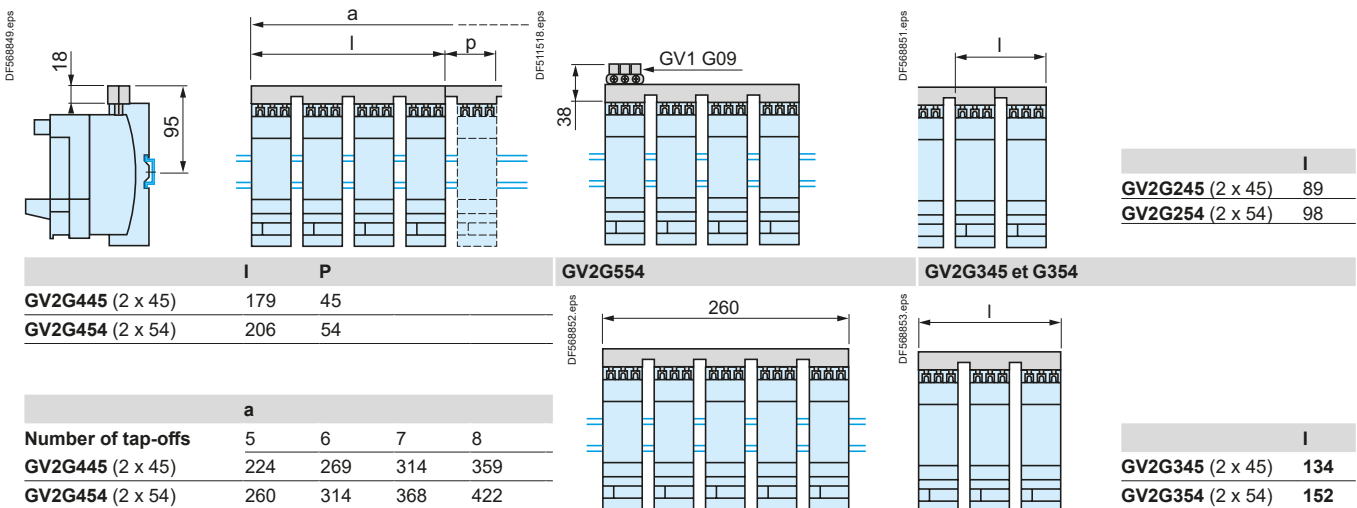 DF568849.eps
18
95
a
l
p
DF511518.eps
GV1 G09
38
DF568851.eps
l
l
GV2G245 (2 x 45) 89
GV2G254 (2 x 54) 98
l P
GV2G445 (2 x 45) 179 45
GV2G454 (2 x 54) 206 54
GV2G554
GV2G345 et G354
DF568852.eps
260
DF568853.eps
l
a
Number of tap-offs 5 6 7 8
GV2G445 (2 x 45) 224 269 314 359
GV2G454 (2 x 54) 260 314 368 422
l
GV2G345 (2 x 45) 134
GV2G354 (2 x 54) 152